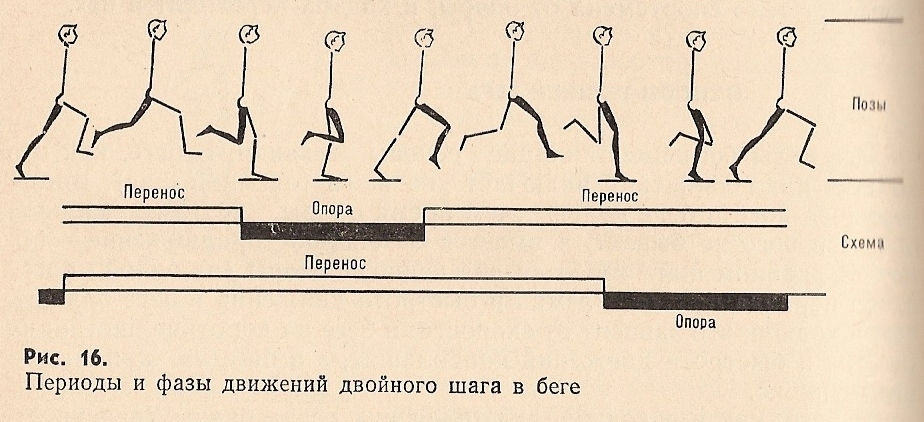 Позы
Перенос
Опора
Перенос
Схема
Перенос
Опора
Рис. 16.
Периоды и фазы движений двойного шага в беге